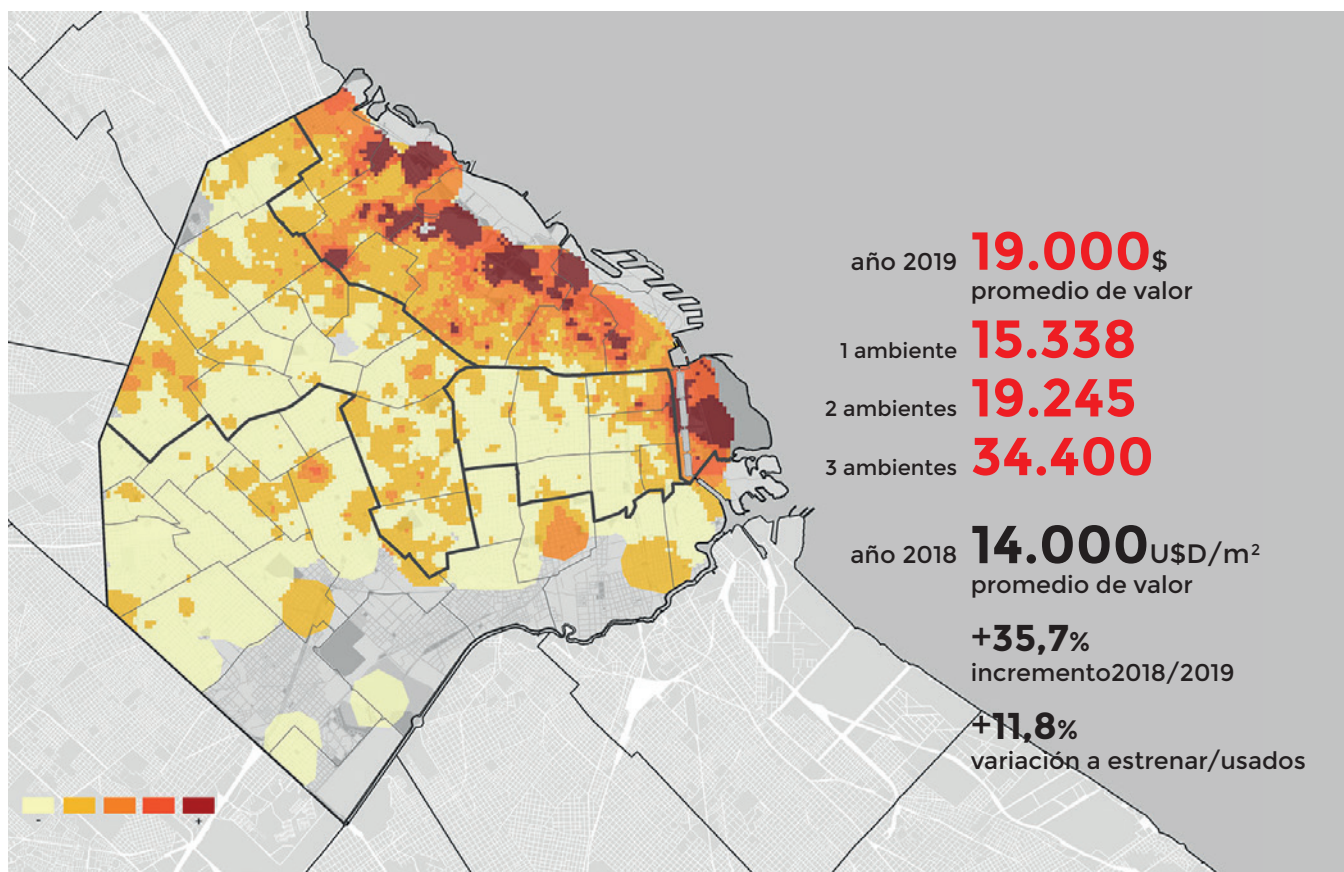 año 2019 19.000$
promedio de valor
1 ambiente 15.338
2 ambientes 19.245
3 ambientes 34.400
año 2018 14.000U$D/m²
promedio de valor
+35,7%
incremento2018/2019
+11,8%
variación a estrenar/usados
- +